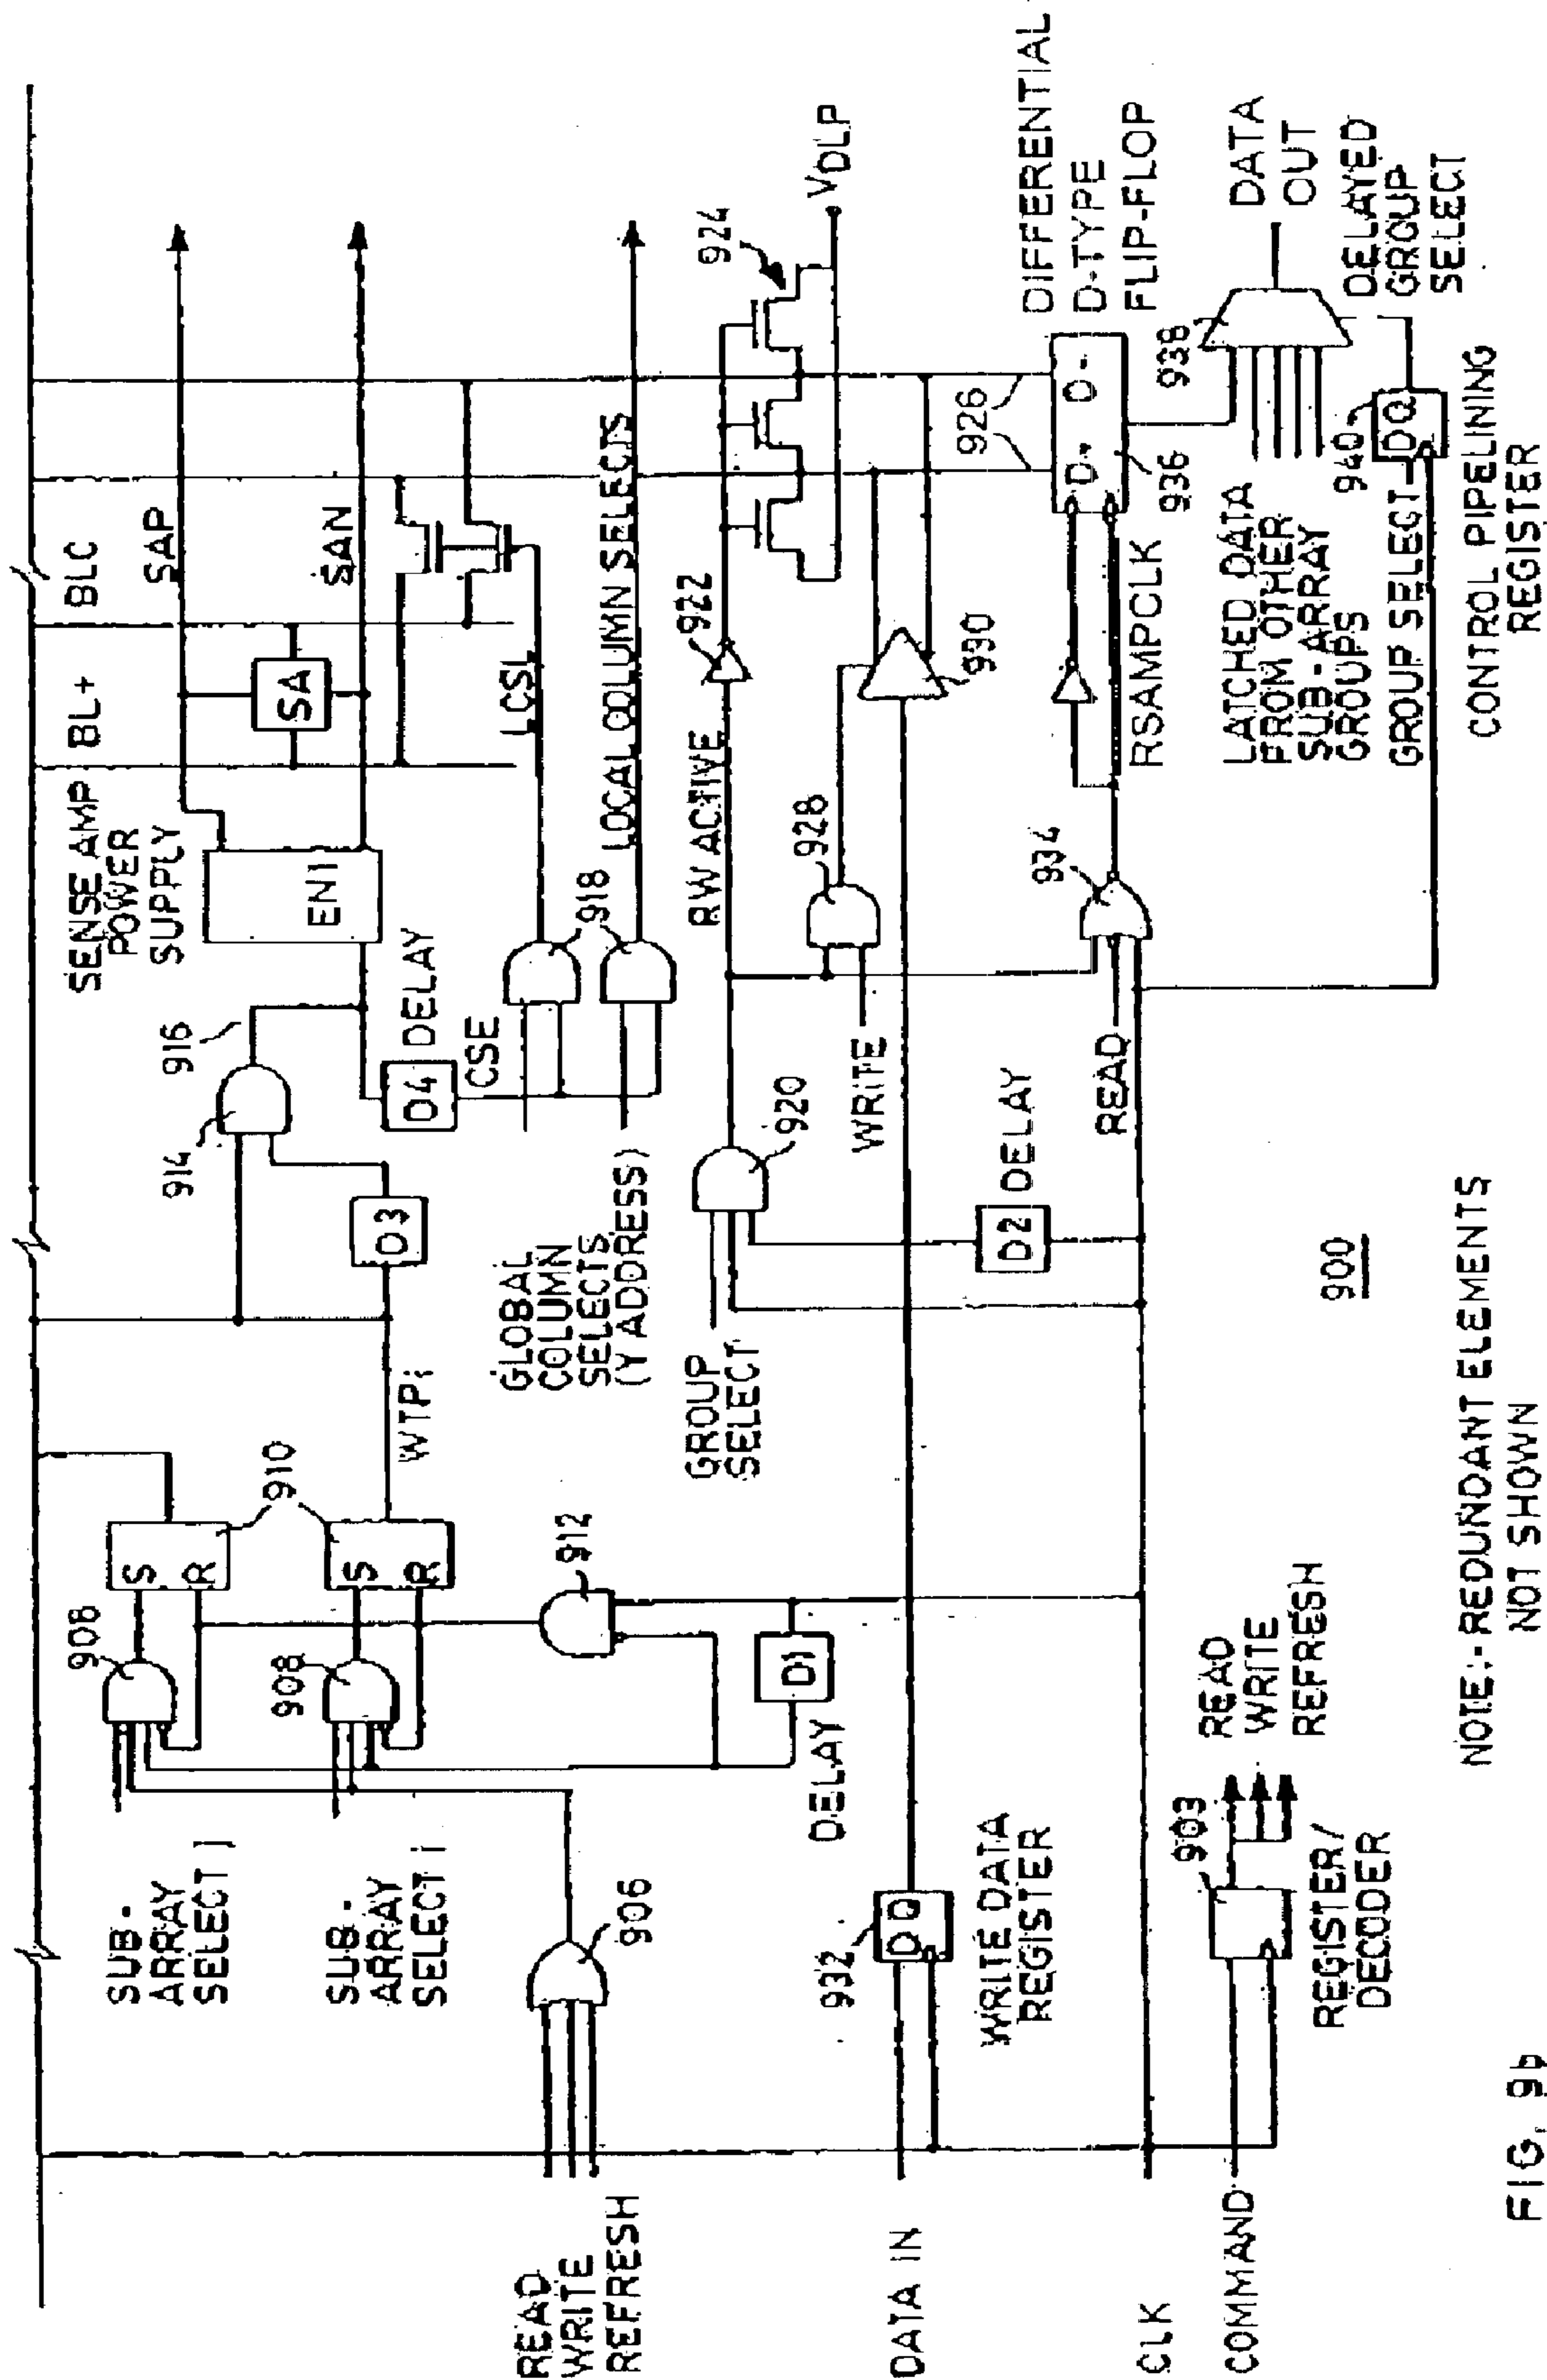 SUB-
ARRAY
SELECT j
SUB-
ARRAY
SELECT i
908
908
S
R
S
R
910
WTPi
912
D1
DELAY
READ
WRITE
REFRESH
906
914
916
D3
D4
DELAY
CSE
SENSE AMP
POWER
SUPPLY
EN1
BL+
BLC
SA
SAP
SAN
LCSL
918
LOCAL COLUMN SELECTS
GLOBAL
COLUMN
SELECTS
(Y ADDRESS)
GROUP
SELECT
920
RW ACTIVE
922
924
VDLP
926
WRITE
928
930
D2
DELAY
READ
934
RSAMPCLK
936
D+
D-
DIFFERENTIAL
D-TYPE
FLIP-FLOP
DATA IN
932
D Q
WRITE DATA
REGISTER
CLK
COMMAND
903
READ
WRITE
REFRESH
REGISTER/
DECODER
LATCHED DATA
FROM OTHER
SUB-ARRAY
GROUPS
938
DATA
OUT
GROUP SELECT
940
DQ
DELAYED
GROUP
SELECT
CONTROL PIPELINING
REGISTER
900
NOTE:- REDUNDANT ELEMENTS
NOT SHOWN
FIG. 9b